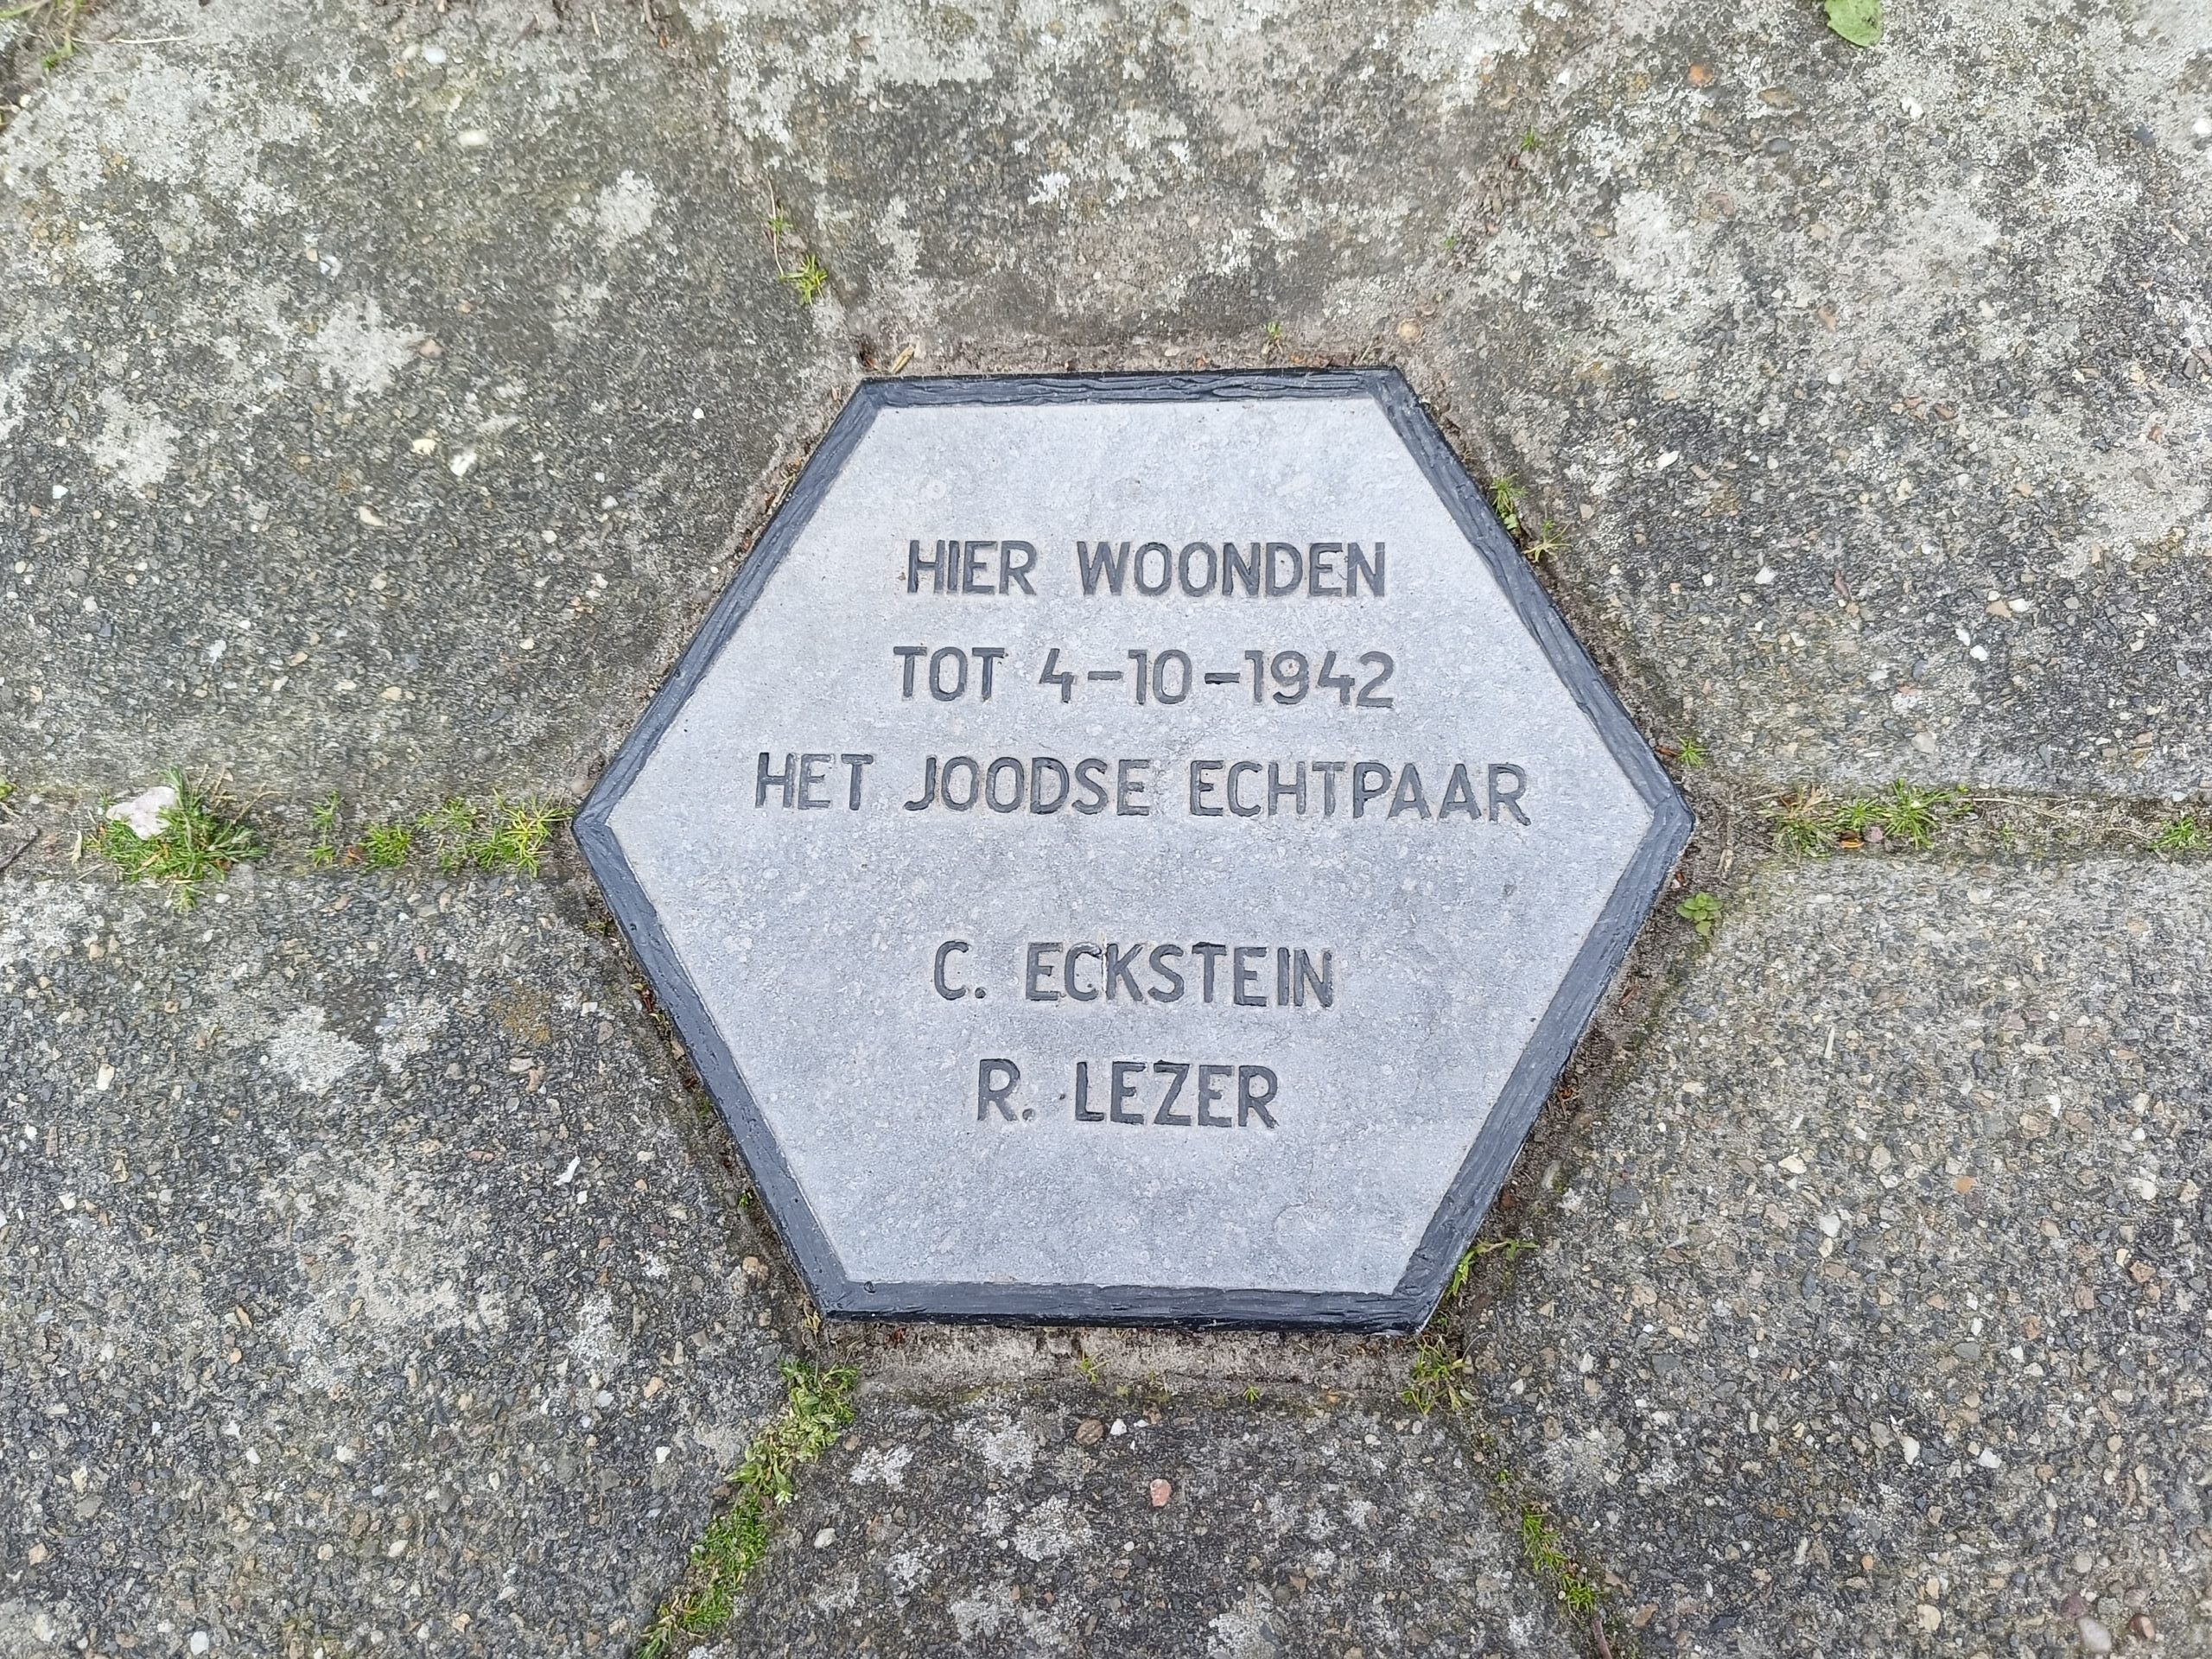 HIER WOONDEN
TOT 4-10-1942
HET JOODSE ECHTPAAR
C. ECKSTEIN
R. LEZER